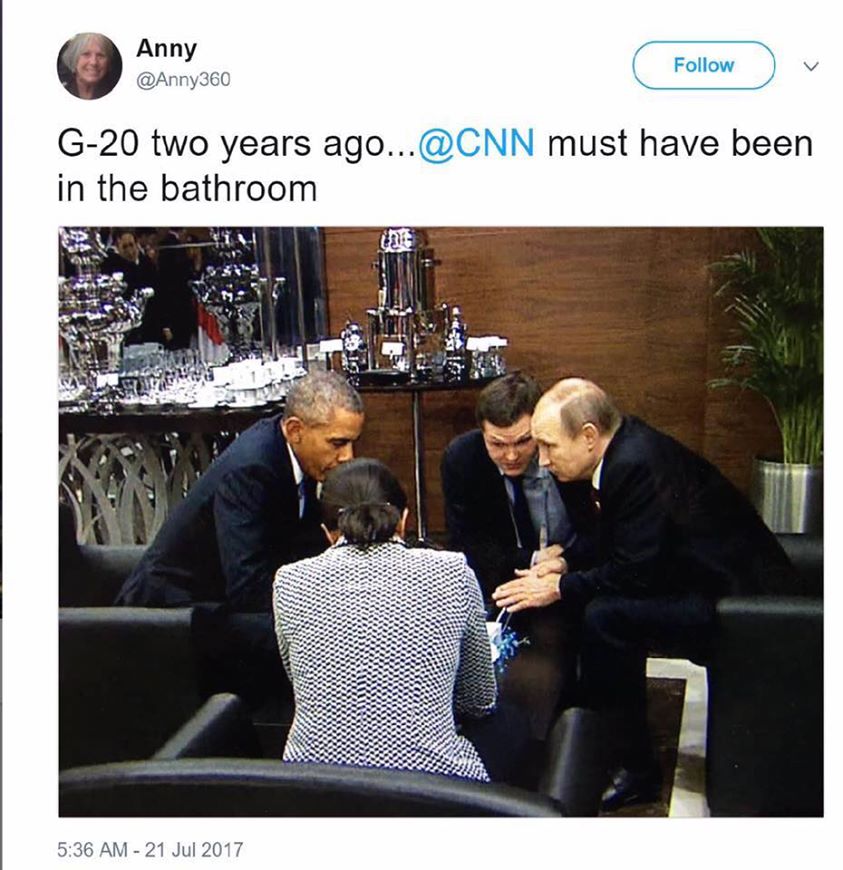 Anny
@Anny360
Follow
G-20 two years ago...@CNN must have been
in the bathroom
5:36 AM - 21 Jul 2017